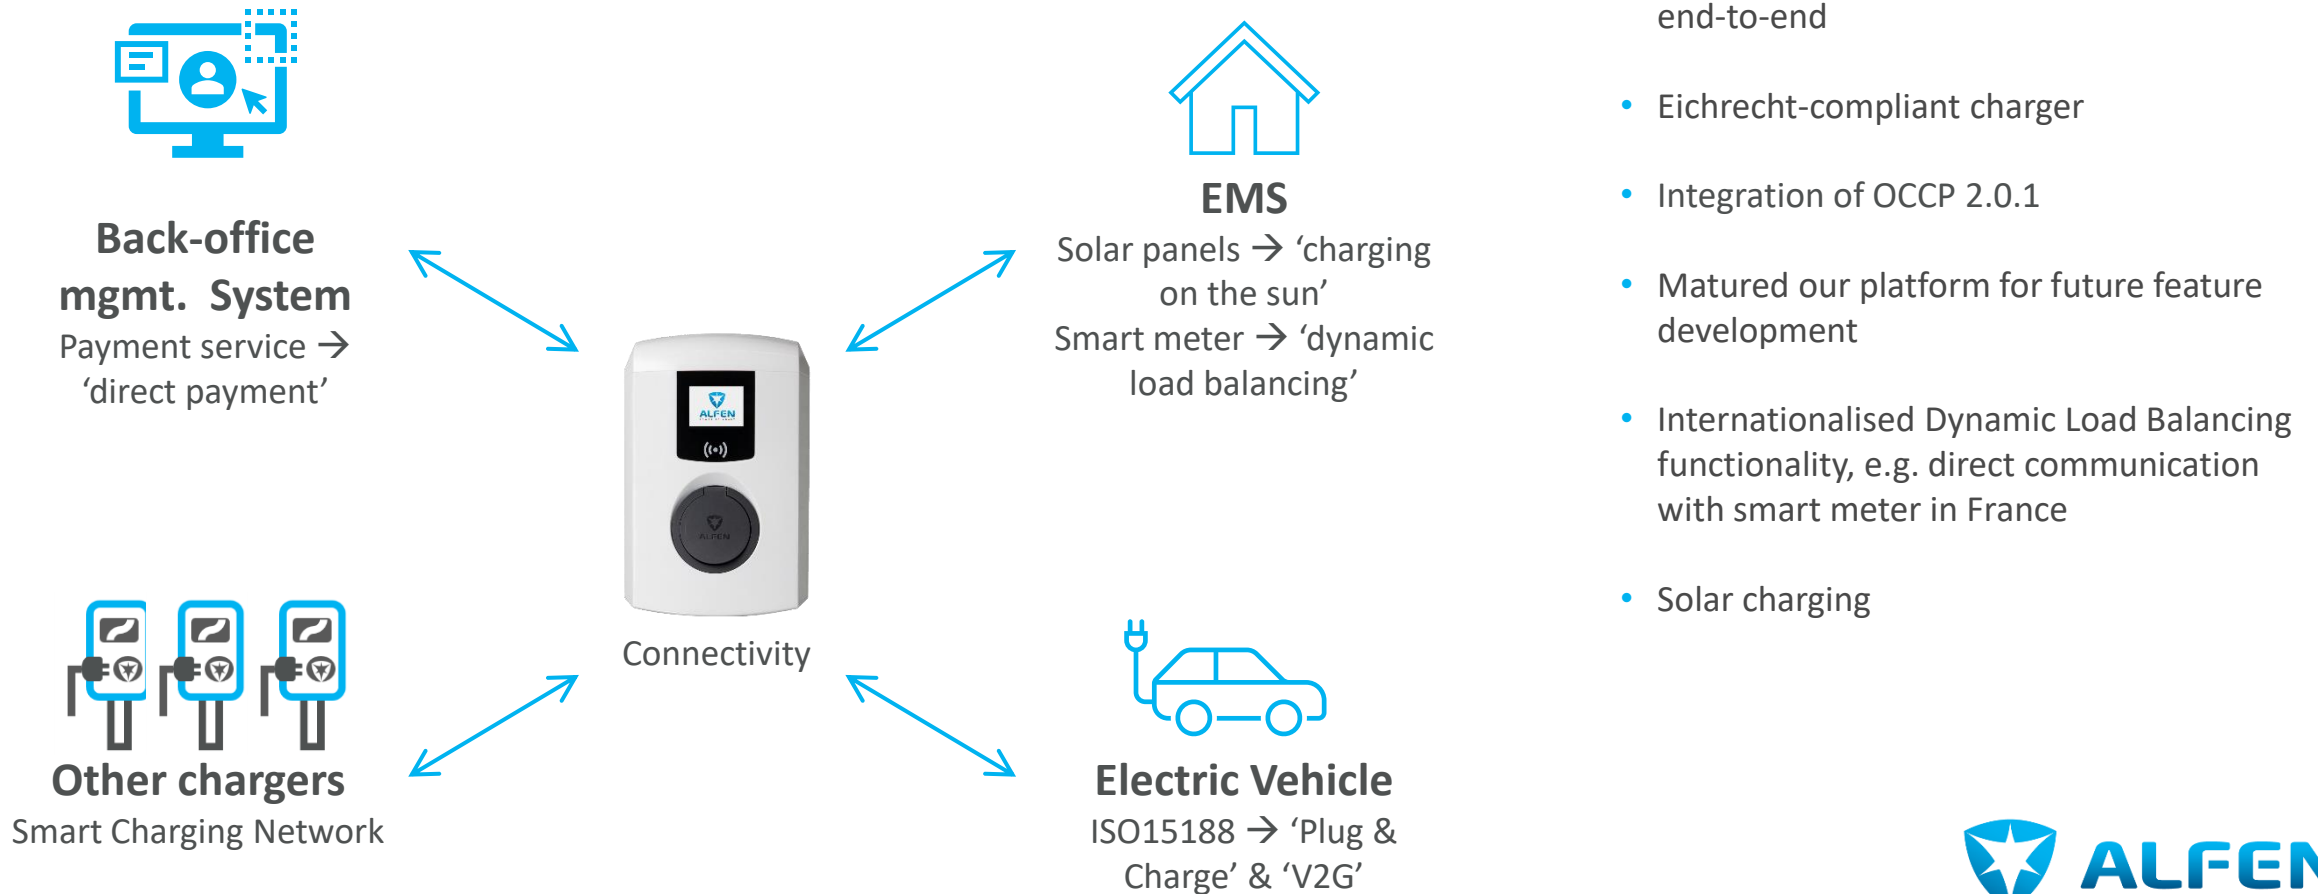 Back-office
mgmt. System
Payment service →
‘direct payment’
EMS
Solar panels → ‘charging
on the sun’
Smart meter → ‘dynamic
load balancing’
ALFEN
ALFEN
Connectivity
Other chargers
Smart Charging Network
Electric Vehicle
ISO15188 → ‘Plug &
Charge’ & ‘V2G’
end-to-end
• Eichrecht-compliant charger
• Integration of OCCP 2.0.1
• Matured our platform for future feature
development
• Internationalised Dynamic Load Balancing
functionality, e.g. direct communication
with smart meter in France
• Solar charging
ALFEN